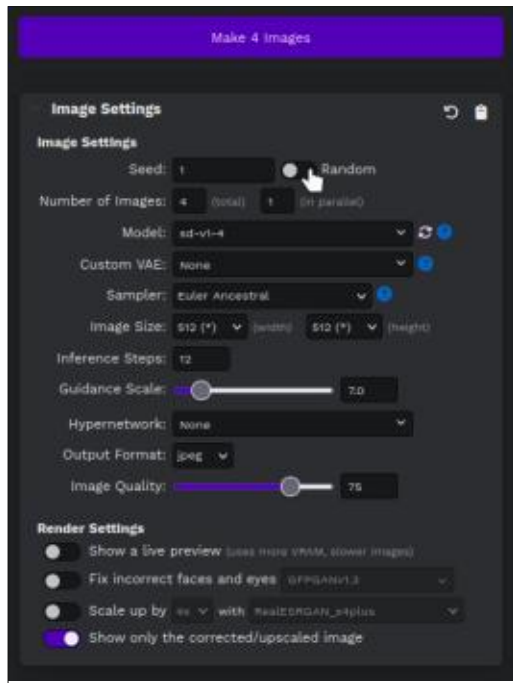 Make 4 Images
Image Settings
Image Settings
Seed: 1 Random
Number of Images: 4 (total) 1 (in parallel)
Model: sd-v1-4 ?
Custom VAE: None ?
Sampler: Euler Ancestral ?
Image Size: 512 (*) (width) 512 (*) (height)
Inference Steps: 12
Guidance Scale: 7.0
Hypernetwork: None
Output Format: jpeg
Image Quality: 75
Render Settings
Show a live preview (uses more VRAM, slower images)
Fix incorrect faces and eyes GFPGANv1.3
Scale up by 4x with RealESRGAN_x4plus
Show only the corrected/upscaled image